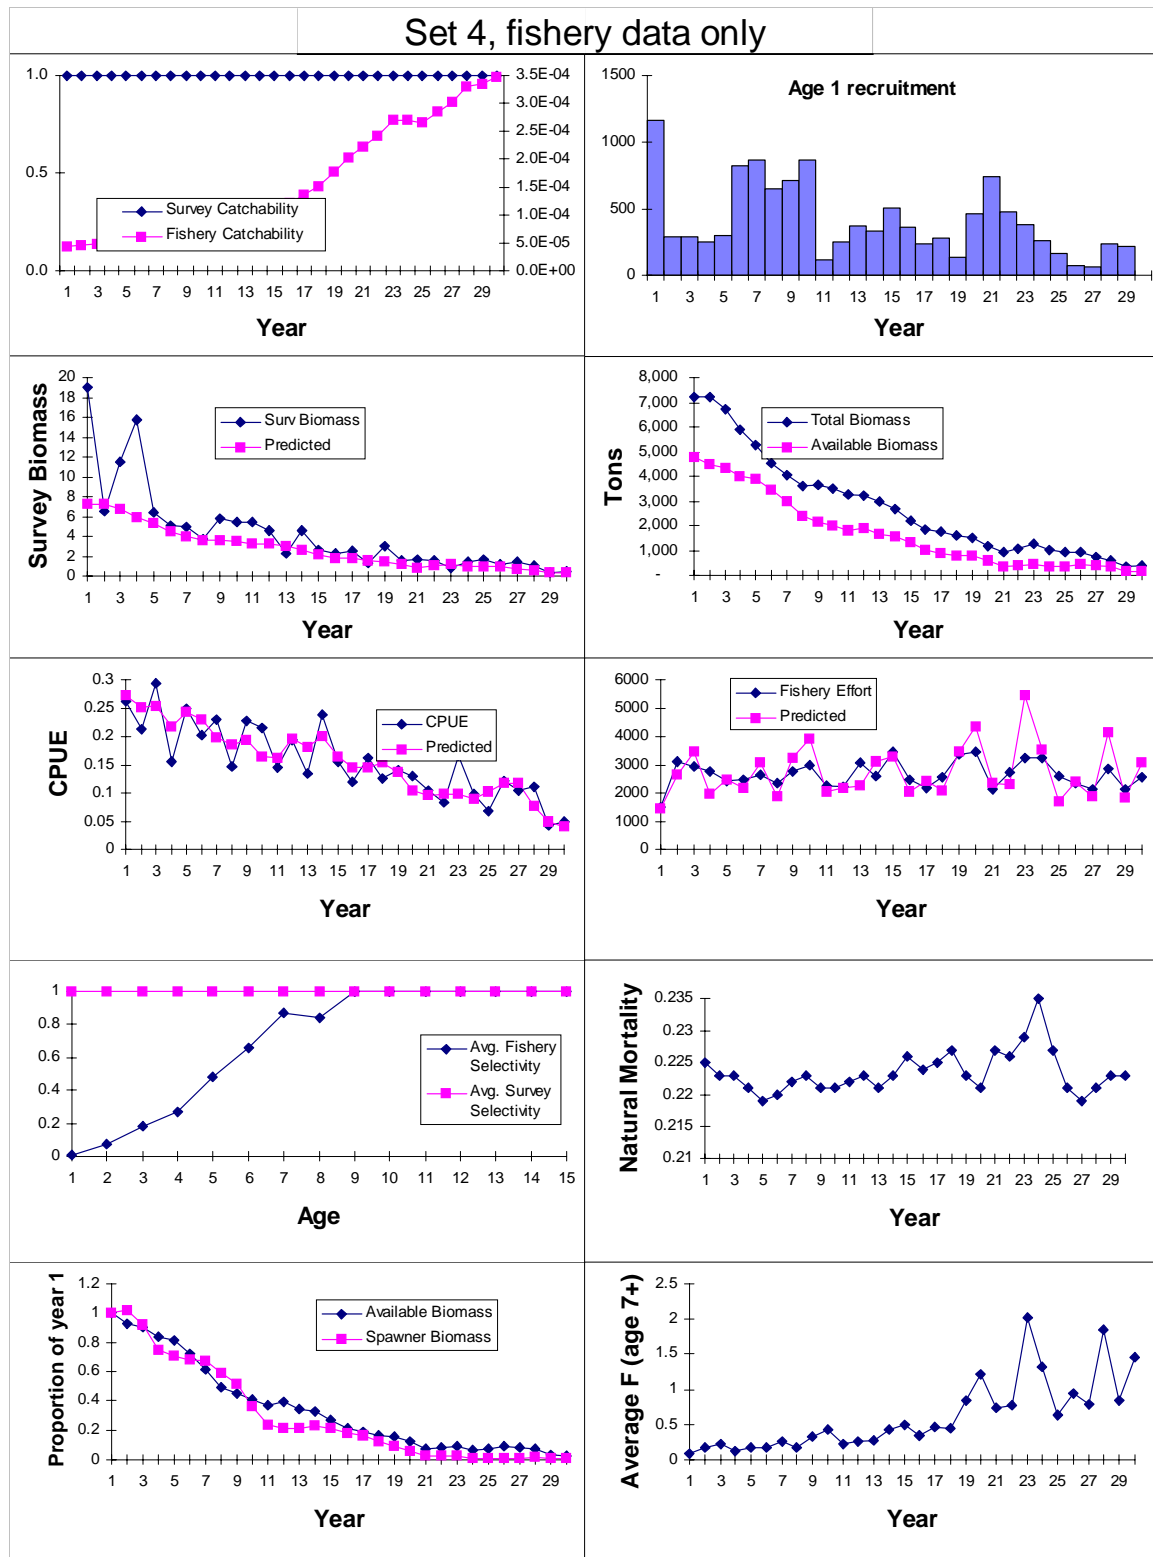 Set 4, fishery data only
1.0
0.5
0.0
3.5E-04
3.0E-04
2.5E-04
2.0E-04
1.5E-04
1.0E-04
5.0E-05
0.0E+00
Survey Catchability
Fishery Catchability
1 3 5 7 9 11 13 15 17 19 21 23 25 27 29
Year
Age 1 recruitment
1500
1000
500
0
1 3 5 7 9 11 13 15 17 19 21 23 25 27 29
Year
Survey Biomass
20
18
16
14
12
10
8
6
4
2
0
Surv Biomass
Predicted
1 3 5 7 9 11 13 15 17 19 21 23 25 27 29
Year
Tons
8,000
7,000
6,000
5,000
4,000
3,000
2,000
1,000
-
Total Biomass
Available Biomass
1 3 5 7 9 11 13 15 17 19 21 23 25 27 29
Year
CPUE
0.3
0.25
0.2
0.15
0.1
0.05
0
CPUE
Predicted
1 3 5 7 9 11 13 15 17 19 21 23 25 27 29
Year
6000
5000
4000
3000
2000
1000
0
Fishery Effort
Predicted
1 3 5 7 9 11 13 15 17 19 21 23 25 27 29
Year
1
0.8
0.6
0.4
0.2
0
Avg. Fishery
Selectivity
Avg. Survey
Selectivity
1 2 3 4 5 6 7 8 9 10 11 12 13 14 15
Age
Natural Mortality
0.235
0.23
0.225
0.22
0.215
0.21
1 3 5 7 9 11 13 15 17 19 21 23 25 27 29
Year
Proportion of year 1
1.2
1
0.8
0.6
0.4
0.2
0
Available Biomass
Spawner Biomass
1 3 5 7 9 11 13 15 17 19 21 23 25 27 29
Year
Average F (age 7+)
2.5
2
1.5
1
0.5
0
1 3 5 7 9 11 13 15 17 19 21 23 25 27 29
Year